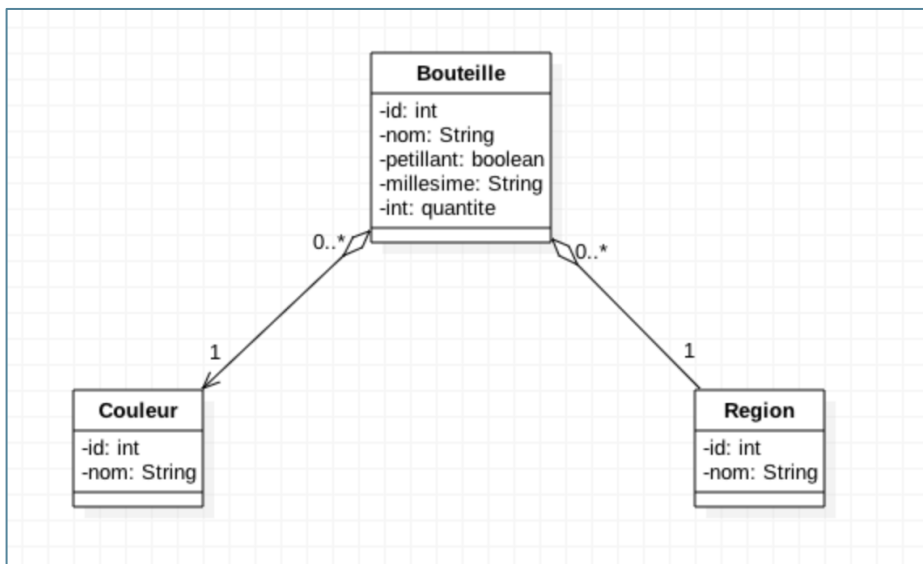 Bouteille
-id: int
-nom: String
-petillant: boolean
-millesime: String
-int: quantite
0..*
0..*
1
1
Couleur
-id: int
-nom: String
Region
-id: int
-nom: String